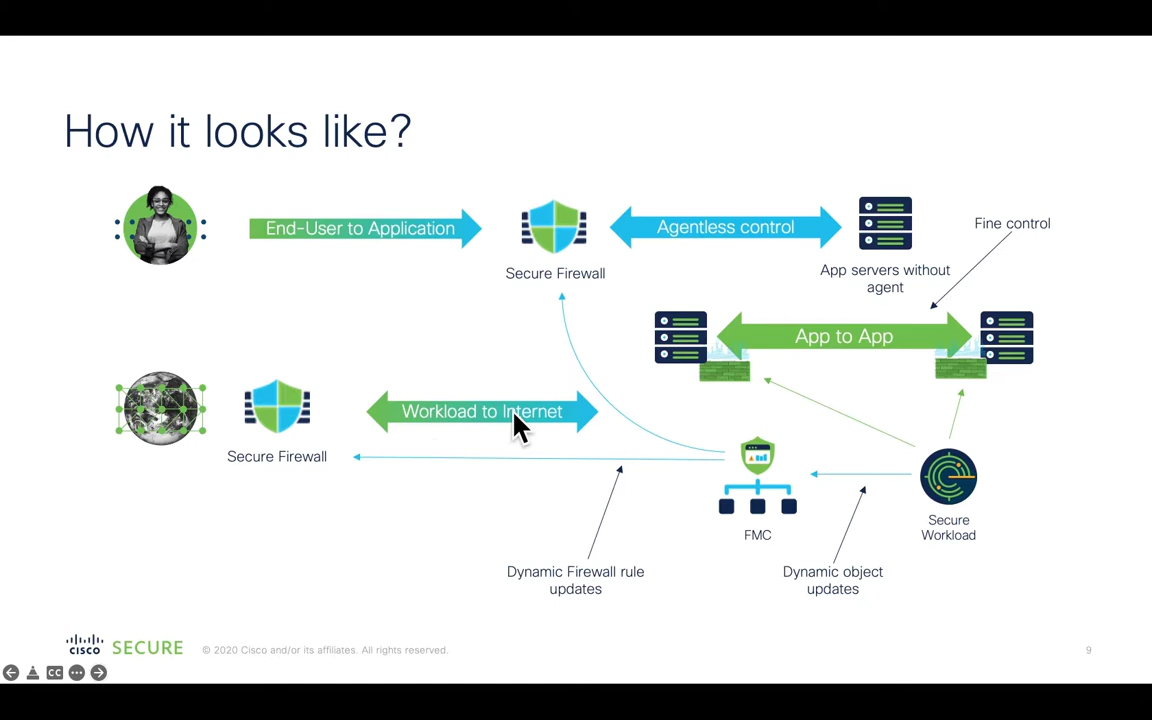 How it looks like?
End-User to Application
Agentless control
Secure Firewall
App servers without
agent
Fine control
App to App
Workload to Internet
Secure Firewall
FMC
Secure
Workload
Dynamic Firewall rule
updates
Dynamic object
updates
CISCO SECURE
© 2020 Cisco and/or its affiliates. All rights reserved.
9
CC